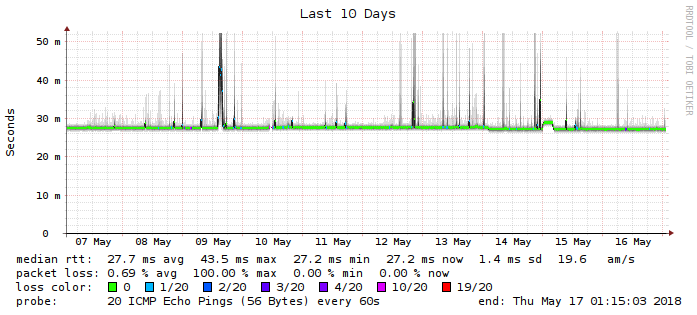 Last 10 Days
RRDTOOL / TOBI OETIKER
Seconds
50 m
40 m
30 m
20 m
10 m
0
07 May 08 May 09 May 10 May 11 May 12 May 13 May 14 May 15 May 16 May
median rtt: 27.7 ms avg 43.5 ms max 27.2 ms min 27.2 ms now 1.4 ms sd 19.6 am/s
packet loss: 0.69 % avg 100.00 % max 0.00 % min 0.00 % now
loss color: 0 1/20 2/20 3/20 4/20 10/20 19/20
probe: 20 ICMP Echo Pings (56 Bytes) every 60s end: Thu May 17 01:15:03 2018